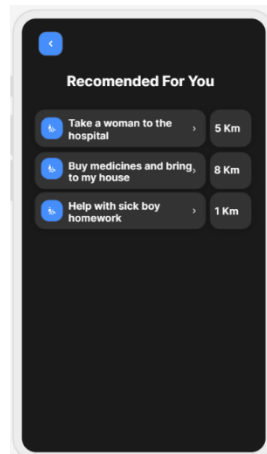 Recomended For You
Take a woman to the
hospital
5 Km
Buy medicines and bring
to my house
8 Km
Help with sick boy
homework
1 Km